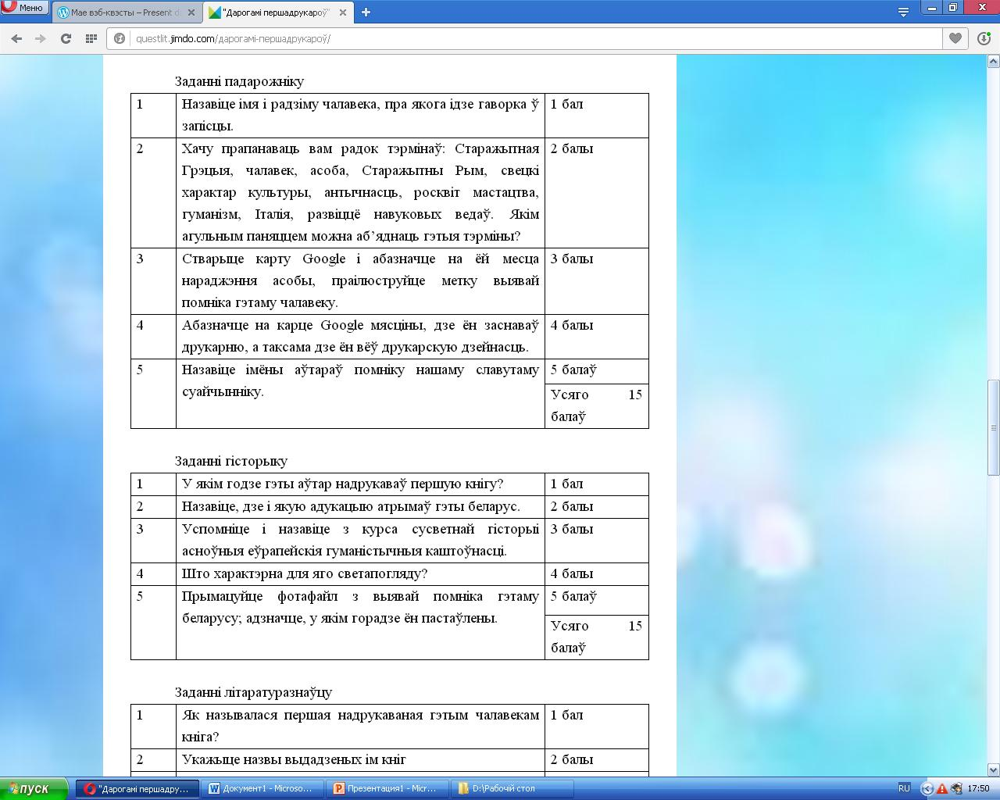 Меню
Мае вэб-квэсты – Present d
"Дарогамі першадрукароў"
questlit.jimdo.com/дарогамі-першадрукароў/
Заданні падарожніку
1 Назавіце імя і радзіму чалавека, пра якога ідзе гаворка ў 1 бал
запісцы.
2 Хачу прапанаваць вам радок тэрмінаў: Старажытная 2 балы
Грэцыя, чалавек, асоба, Старажытны Рым, свецкі
характар культуры, антычнасць, росквіт мастацтва,
гуманізм, Італія, развіццё навуковых ведаў. Якім
агульным паняццем можна аб’яднаць гэтыя тэрміны?
3 Стварыце карту Google і абазначце на ёй месца 3 балы
нараджэння асобы, праілюструйце метку выявай
помніка гэтаму чалавеку.
4 Абазначце на карце Google мясціны, дзе ён заснаваў 4 балы
друкарню, а таксама дзе ён вёў друкарскую дзейнасць.
5 Назавіце імёны аўтараў помніку нашаму славутаму 5 балаў
суайчынніку.
Усяго 15
балаў
Заданні гісторыку
1 У якім годзе гэты аўтар надрукаваў першую кнігу? 1 бал
2 Назавіце, дзе і якую адукацыю атрымаў гэты беларус. 2 балы
3 Успомніце і назавіце з курса сусветнай гісторыі 3 балы
асноўныя еўрапейскія гуманістычныя каштоўнасці.
4 Што характэрна для яго светапогляду? 4 балы
5 Прымацуйце фотафайл з выявай помніка гэтаму 5 балаў
беларусу; адзначце, у якім горадзе ён пастаўлены.
Усяго 15
балаў
Заданні літаратуразнаўцу
1 Як называлася першая надрукаваная гэтым чалавекам 1 бал
кніга?
2 Укажыце назвы выдадзеных ім кніг 2 балы
пуск
"Дарогамі першадру...
Документ1 - Microso...
Презентация1 - Micr...
D:\Рабочій стол
RU
17:50